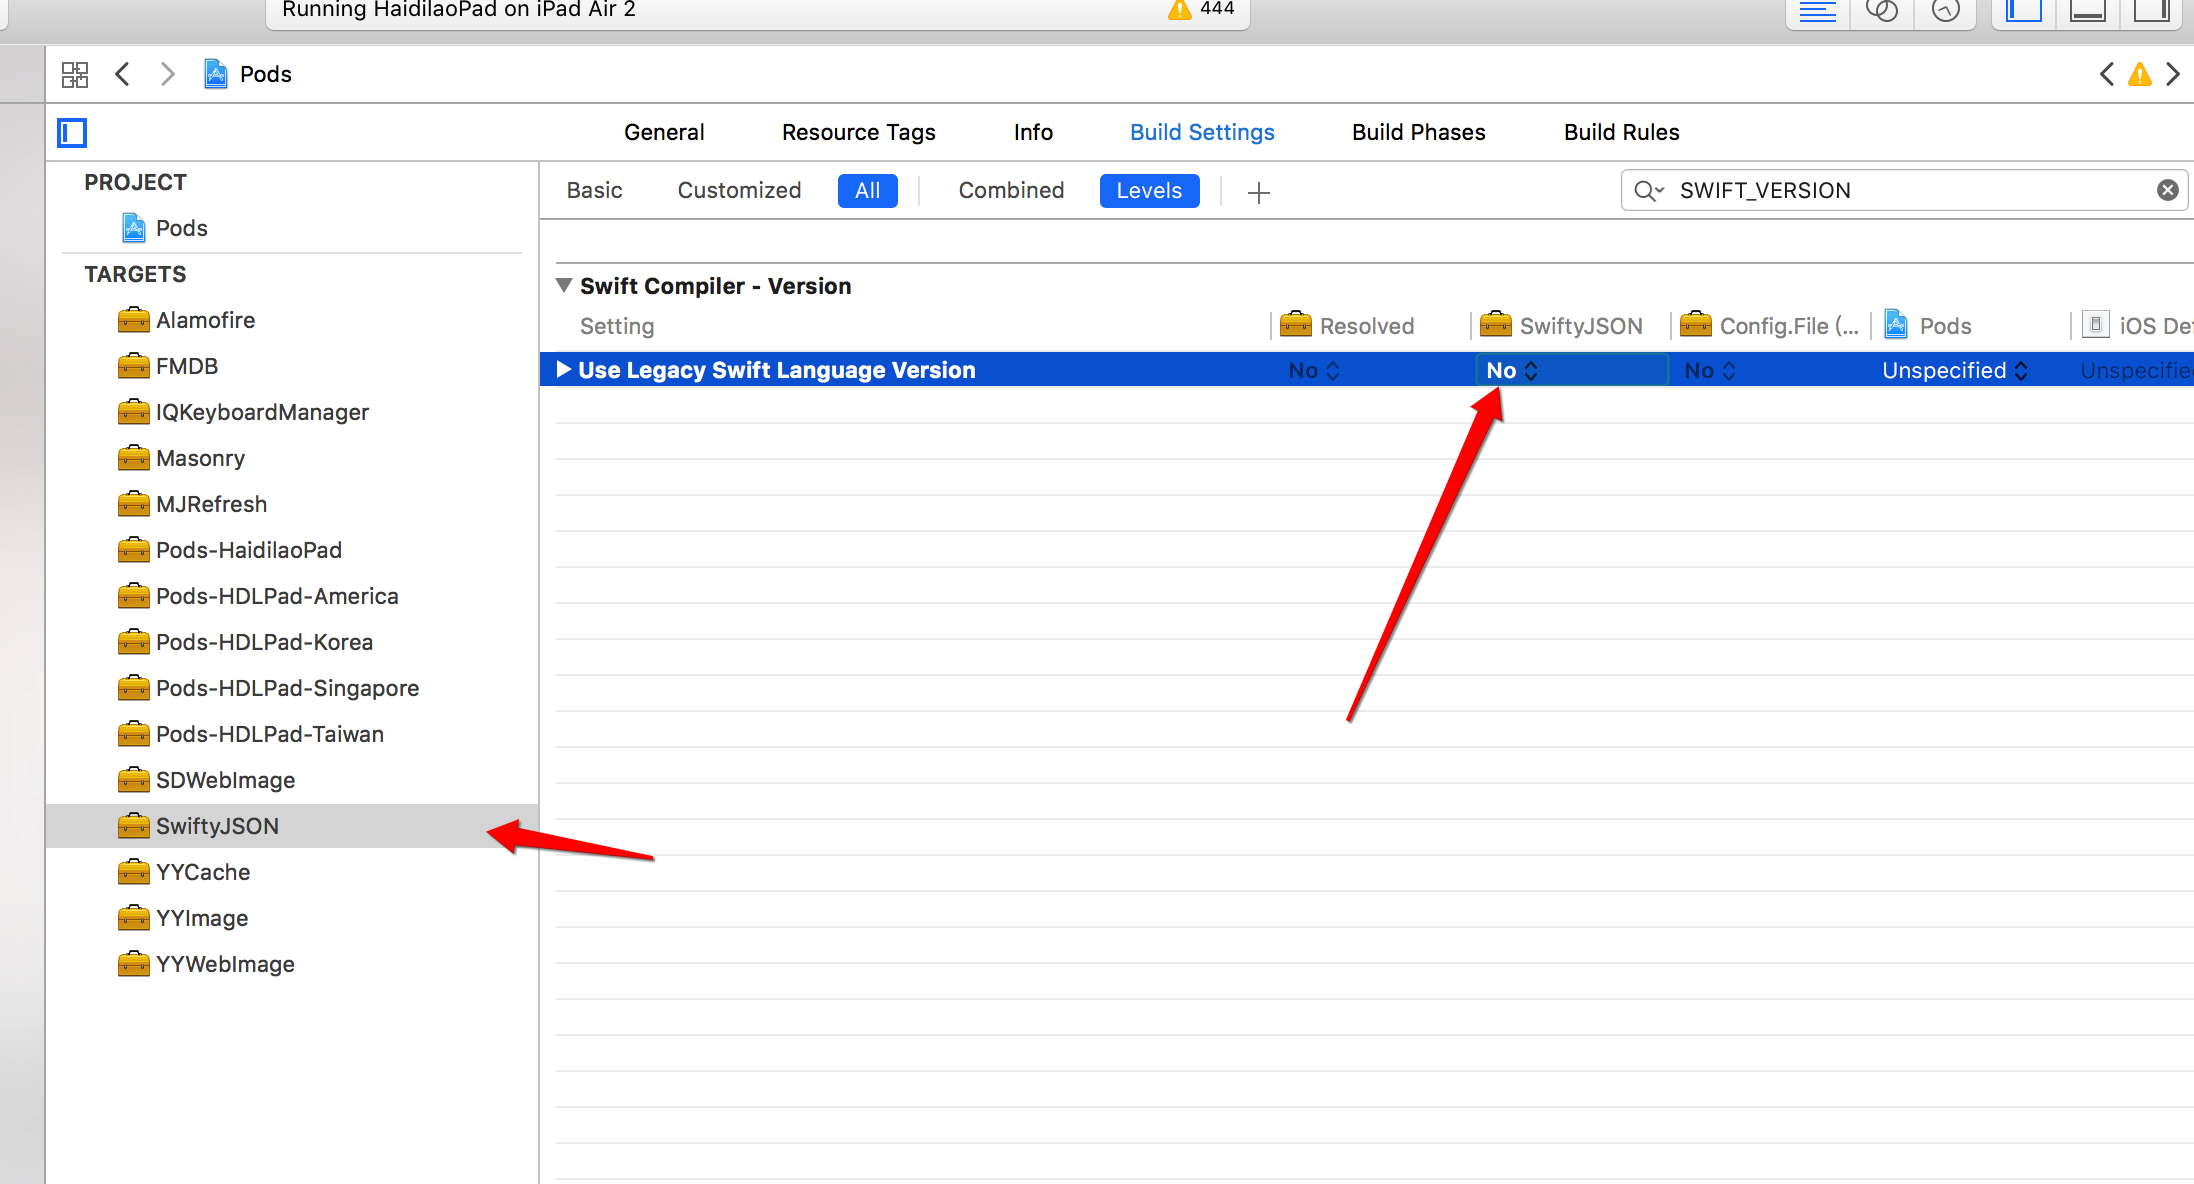 Running HaidilaoPad on iPad Air 2 444
Pods
General Resource Tags Info Build Settings Build Phases Build Rules
PROJECT
Pods
TARGETS
Alamofire
FMDB
IQKeyboardManager
Masonry
MJRefresh
Pods-HaidilaoPad
Pods-HDLPad-America
Pods-HDLPad-Korea
Pods-HDLPad-Singapore
Pods-HDLPad-Taiwan
SDWebImage
SwiftyJSON
YYCache
YYImage
YYWebImage
Basic Customized All Combined Levels SWIFT_VERSION
Swift Compiler - Version
Setting Resolved SwiftyJSON Config.File (... Pods iOS De
Use Legacy Swift Language Version No No No Unspecified Unspecifie